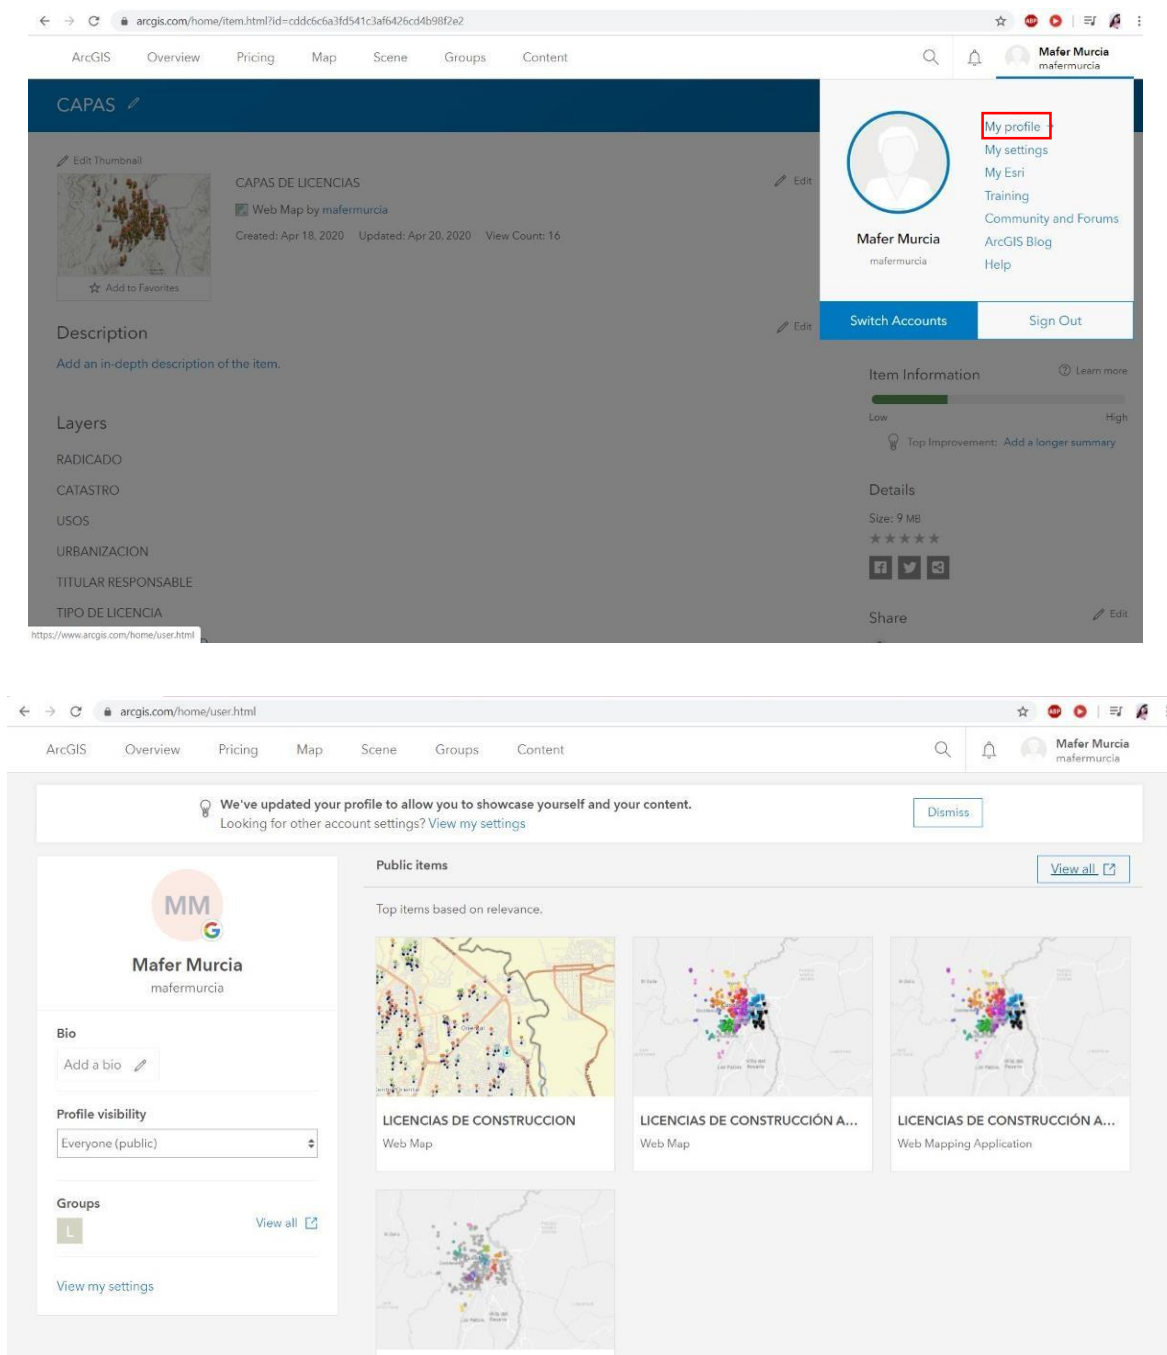 arcgis.com/home/item.html?id=cddc6c6a3fd541c3af6426cd4b98f2e2
ABP
ArcGIS Overview Pricing Map Scene Groups Content
Mafer Murcia
mafermurcia
CAPAS
My profile
My settings
My Esri
Training
Community and Forums
ArcGIS Blog
Help
Mafer Murcia
mafermurcia
Switch Accounts Sign Out
Edit Thumbnail
CAPAS DE LICENCIAS
Edit
Web Map by mafermurcia
Created: Apr 18, 2020 Updated: Apr 20, 2020 View Count: 16
Add to Favorites
Description
Edit
Add an in-depth description of the item.
Layers
RADICADO
CATASTRO
USOS
URBANIZACION
TITULAR RESPONSABLE
TIPO DE LICENCIA
https://www.arcgis.com/home/user.html
Item Information
Learn more
Low High
Top Improvement: Add a longer summary
Details
Size: 9 MB
Share
Edit
arcgis.com/home/user.html
ABP
ArcGIS Overview Pricing Map Scene Groups Content
Mafer Murcia
mafermurcia
We've updated your profile to allow you to showcase yourself and your content.
Looking for other account settings? View my settings
Dismiss
MM
G
Mafer Murcia
mafermurcia
Bio
Add a bio
Profile visibility
Everyone (public)
Groups
L
View all
View my settings
Public items
View all
Top items based on relevance.
LICENCIAS DE CONSTRUCCION
Web Map
LICENCIAS DE CONSTRUCCIÓN A...
Web Map
LICENCIAS DE CONSTRUCCIÓN A...
Web Mapping Application